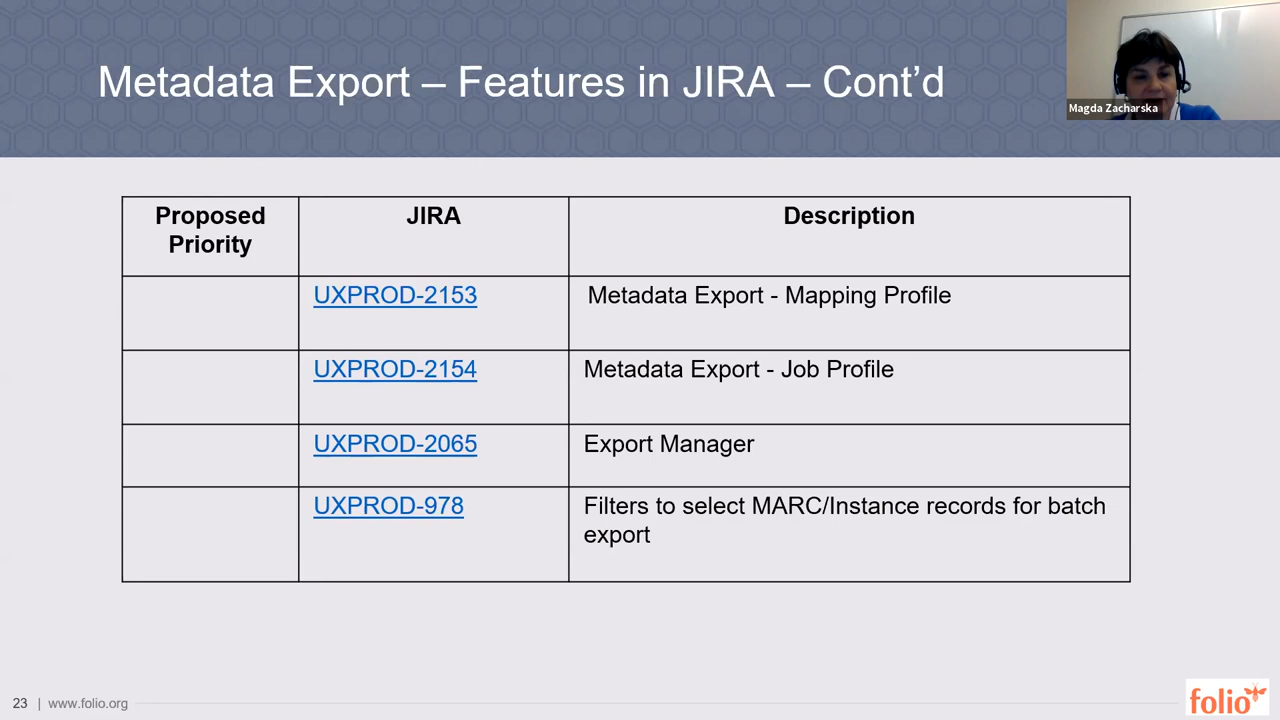 Metadata Export – Features in JIRA – Cont’d
Magda Zacharska
Proposed
Priority
JIRA
Description
UXPROD-2153
Metadata Export - Mapping Profile
UXPROD-2154
Metadata Export - Job Profile
UXPROD-2065
Export Manager
UXPROD-978
Filters to select MARC/Instance records for batch
export
23 | www.folio.org
folio